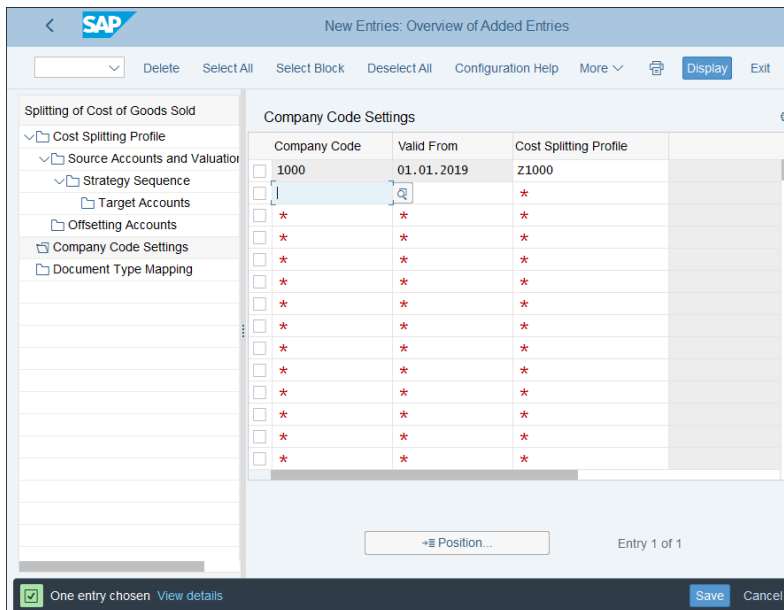 SAP New Entries: Overview of Added Entries
Delete Select All Select Block Deselect All Configuration Help More Display Exit
Splitting of Cost of Goods Sold
Cost Splitting Profile
Source Accounts and Valuation
Strategy Sequence
Target Accounts
Offsetting Accounts
Company Code Settings
Document Type Mapping
Company Code Settings
Company Code Valid From Cost Splitting Profile
1000 01.01.2019 Z1000
*
* * *
* * *
* * *
* * *
* * *
* * *
* * *
* * *
* * *
* * *
* * *
* * *
Position... Entry 1 of 1
One entry chosen View details Save Cancel